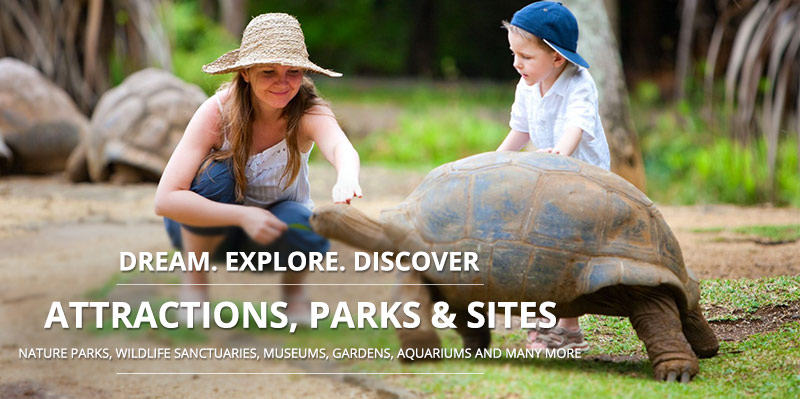 DREAM. EXPLORE. DISCOVER
ATTRACTIONS, PARKS & SITES
NATURE PARKS, WILDLIFE SANCTUARIES, MUSEUMS, GARDENS, AQUARIUMS AND MANY MORE